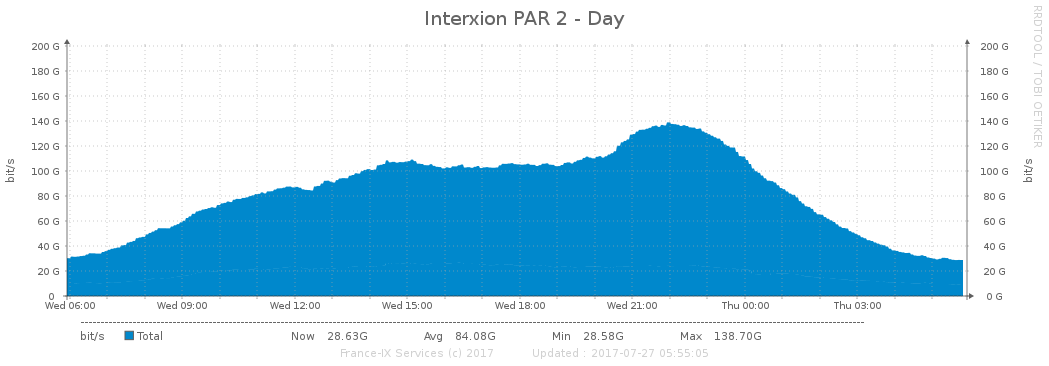 Interxion PAR 2 - Day
RRDTOOL / TOBI OETIKER
bit/s
bit/s
200 G 200 G
180 G 180 G
160 G 160 G
140 G 140 G
120 G 120 G
100 G 100 G
80 G 80 G
60 G 60 G
40 G 40 G
20 G 20 G
0 0 G
Wed 06:00 Wed 09:00 Wed 12:00 Wed 15:00 Wed 18:00 Wed 21:00 Thu 00:00 Thu 03:00
bit/s Total Now 28.63G Avg 84.08G Min 28.58G Max 138.70G
France-IX Services (c) 2017 Updated : 2017-07-27 05:55:05